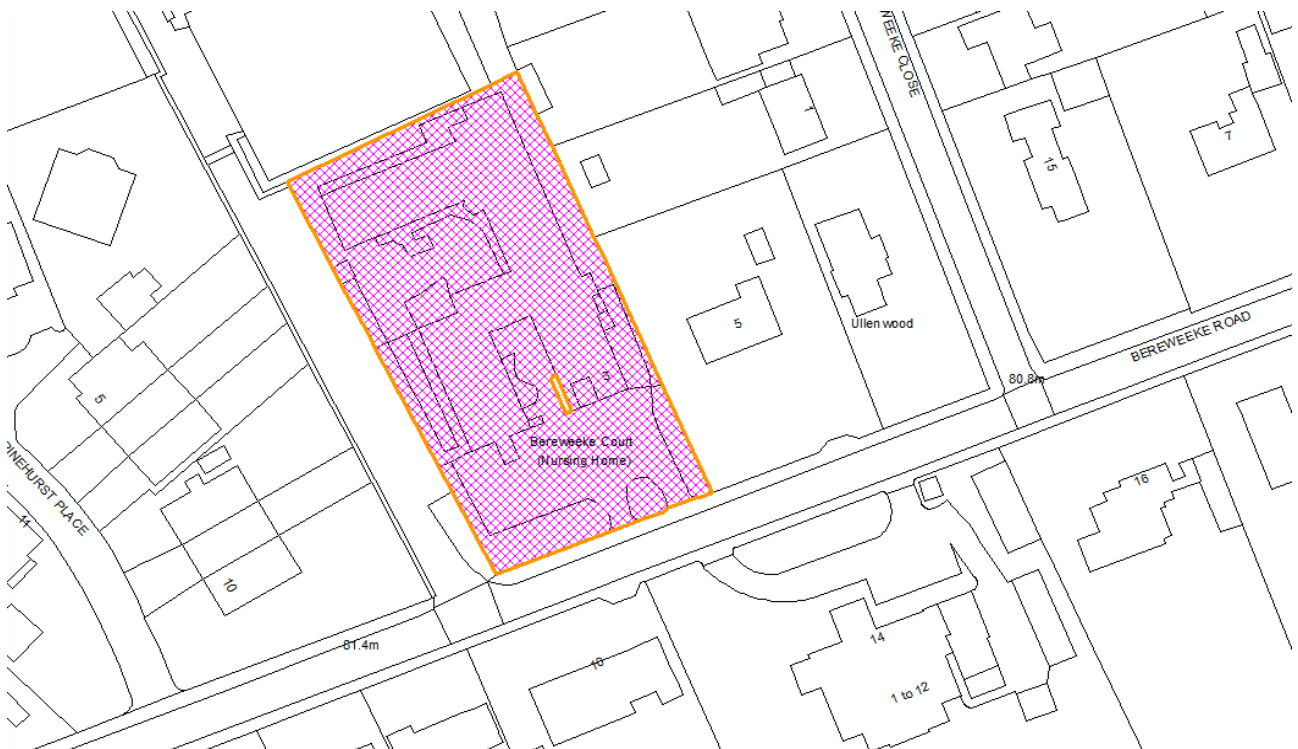 WEEKE CLOSE
1
15
7
5
Ullenwood
BEREWEEKE ROAD
80.8m
3
5
Bereweeke Court
(Nursing Home)
PINEHURST PLACE
11
10
16
81.4m
10
14
1 to 12